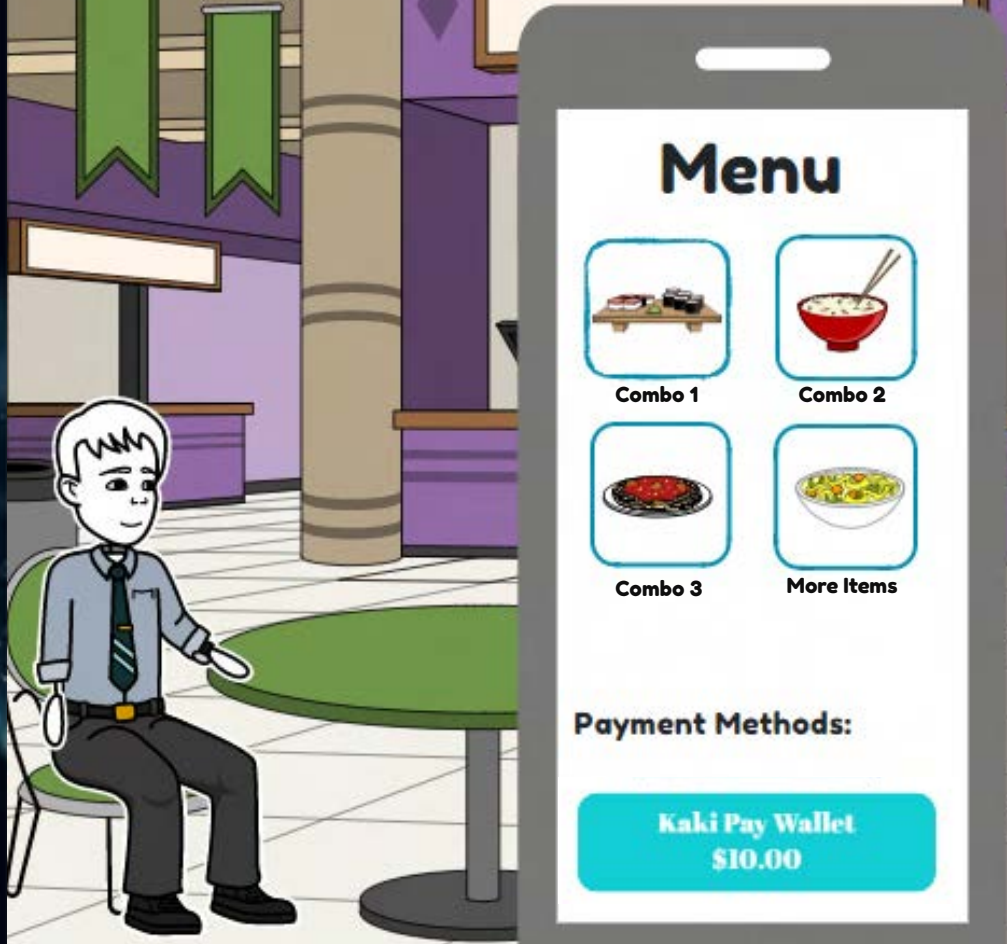 Menu
Combo 1
Combo 2
Combo 3
More Items
Payment Methods:
Kaki Pay Wallet
$10.00